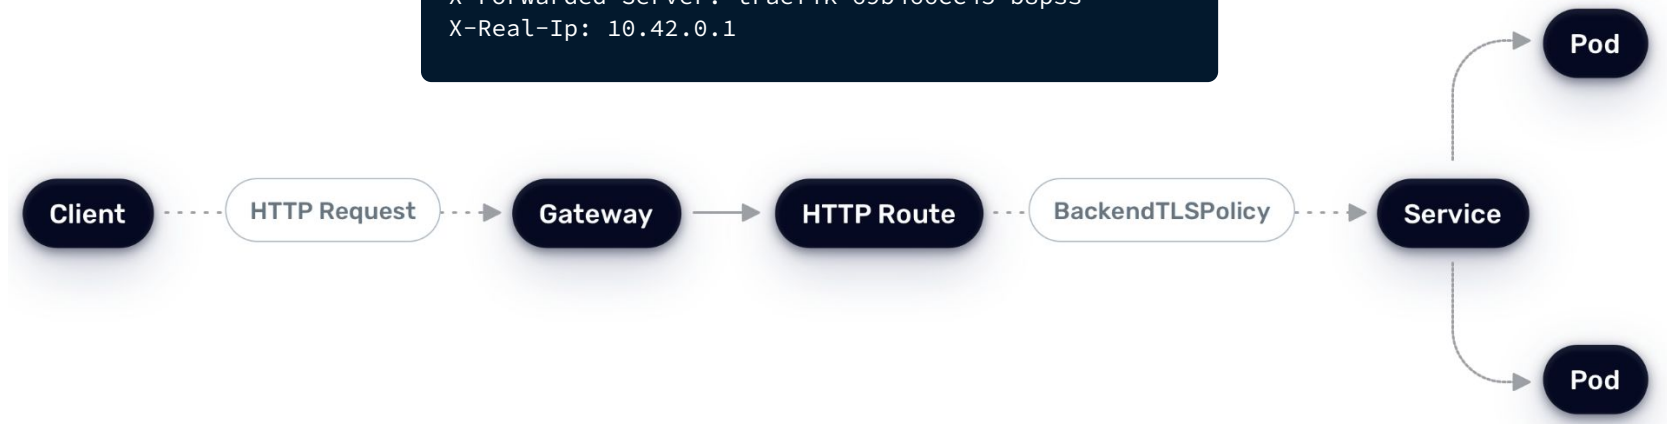 X-Real-Ip: 10.42.0.1
Pod
Client
HTTP Request
Gateway
HTTP Route
BackendTLSPolicy
Service
Pod